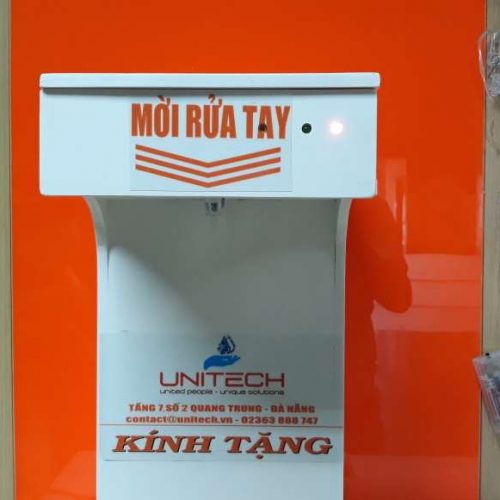 MỜI RỬA TAY
UNITECH
united people - unique solutions
TẦNG 7,SỐ 2 QUANG TRUNG - ĐÀ NẴNG
contact@unitech.vn - 02363 888 747
KÍNH TẶNG